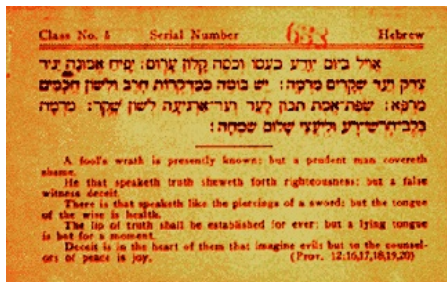 Class No. 4 Serial Number 633 Hebrew
אויל ביום יודע כעסו וכסה קלון ערום: יפיח אמונה יגיד
צדק ועד שקרים מרמה: יש בוטה כמדקרות חרב ולשון חכמים
מרפא: שפת־אמת תכון לעד ועד־ארגיעה לשון שקר: מרמה
בלב־חרשי־רע וליעצי שלום שמחה:
A fool's wrath is presently known; but a prudent man covereth
shame.
He that speaketh truth sheweth forth righteousness; but a false
witness deceit.
There is that speaketh like the piercings of a sword; but the tongue
of the wise is health.
The lip of truth shall be established for ever; but a lying tongue
is but for a moment.
Deceit is in the heart of them that imagine evil: but to the counsel-
ors of peace is joy. (Prov. 12:16,17,18,19,20)